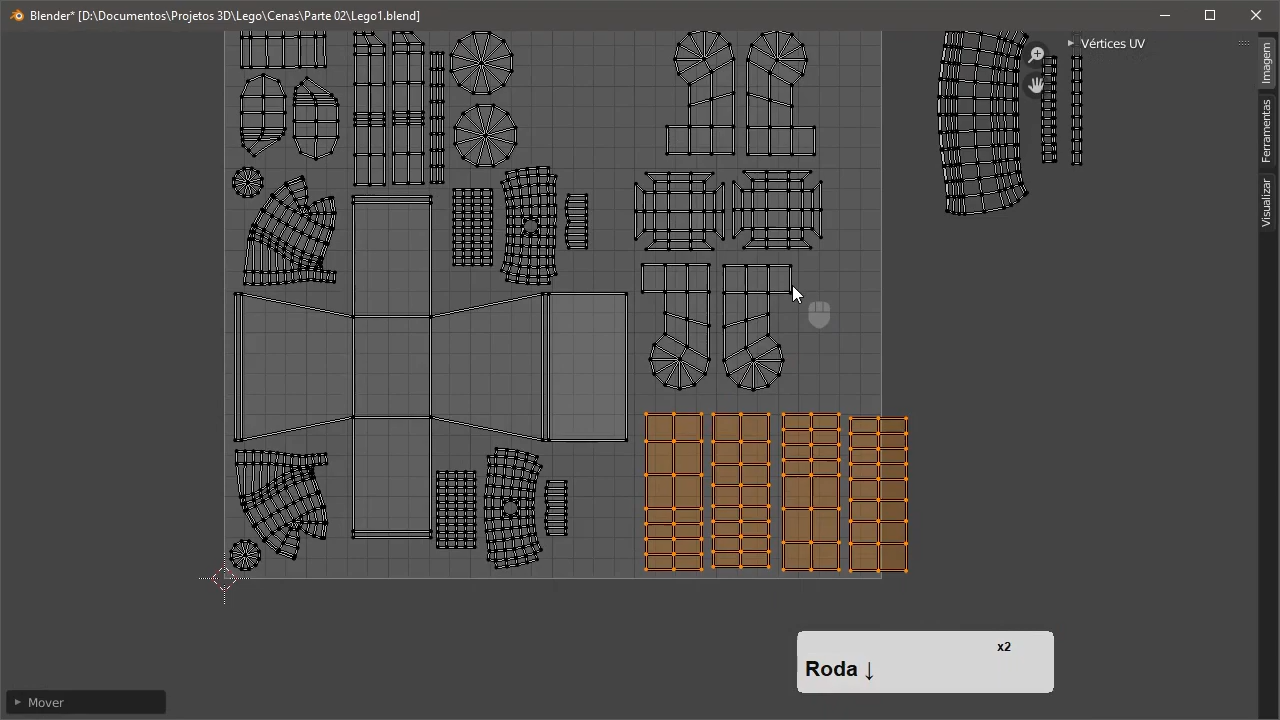 Blender* [D:\Documentos\Projetos 3D\Lego\Cenas\Parte 02\Lego1.blend]
Vértices UV
Imagem
Ferramentas
Visualizar
x2
Roda ↓
Mover